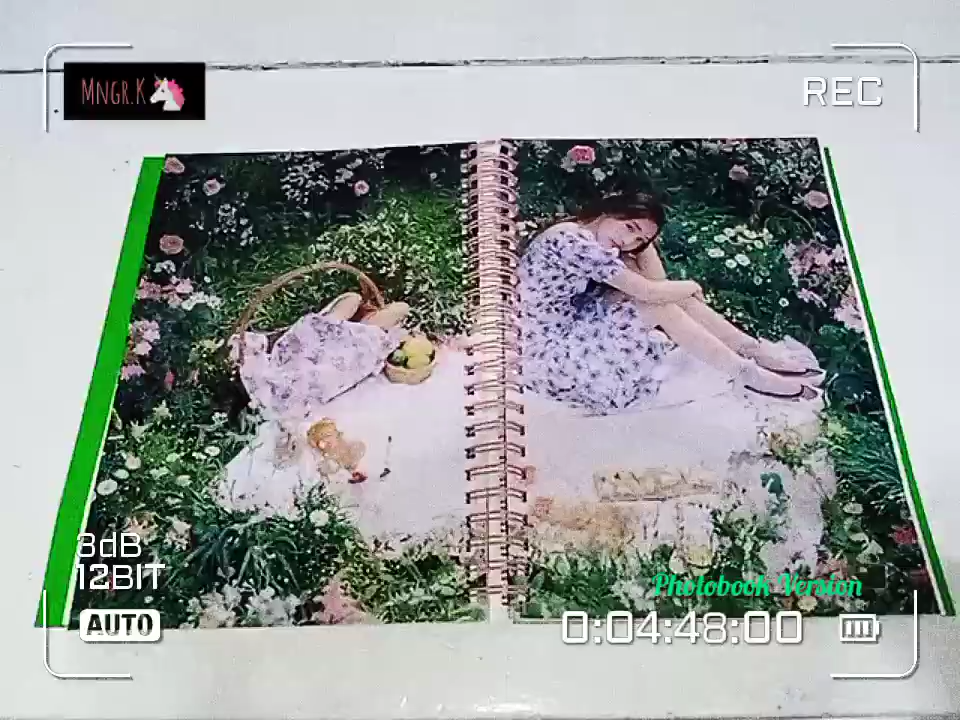 Mngr.K
REC
3dB
12BIT
AUTO
Photobook Version
0:04:48:00